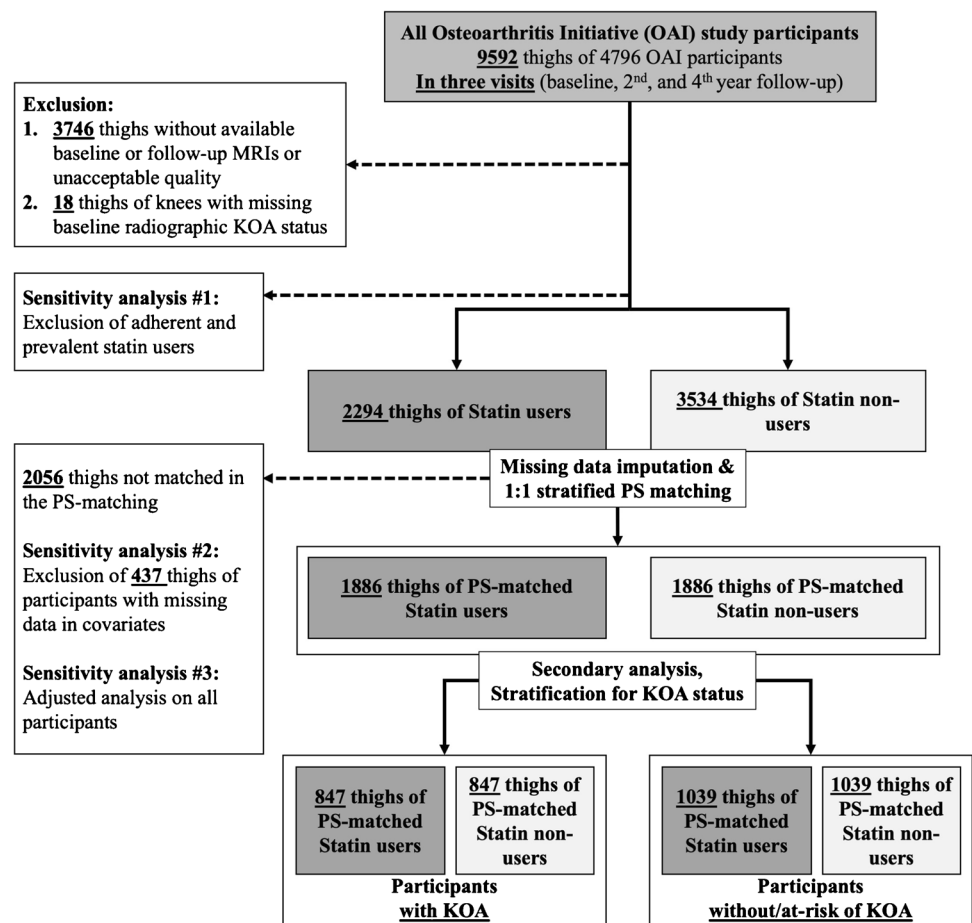 All Osteoarthritis Initiative (OAI) study participants
9592 thighs of 4796 OAI participants
In three visits (baseline, 2nd, and 4th year follow-up)
Exclusion:
1. 3746 thighs without available
baseline or follow-up MRIs or
unacceptable quality
2. 18 thighs of knees with missing
baseline radiographic KOA status
Sensitivity analysis #1:
Exclusion of adherent and
prevalent statin users
2294 thighs of Statin users
3534 thighs of Statin non-
users
Missing data imputation &
1:1 stratified PS matching
2056 thighs not matched in
the PS-matching
Sensitivity analysis #2:
Exclusion of 437 thighs of
participants with missing
data in covariates
Sensitivity analysis #3:
Adjusted analysis on all
participants
1886 thighs of PS-matched
Statin users
1886 thighs of PS-matched
Statin non-users
Secondary analysis,
Stratification for KOA status
847 thighs of
PS-matched
Statin users
847 thighs of
PS-matched
Statin non-
users
Participants
with KOA
1039 thighs of
PS-matched
Statin users
1039 thighs of
PS-matched
Statin non-
users
Participants
without/at-risk of KOA